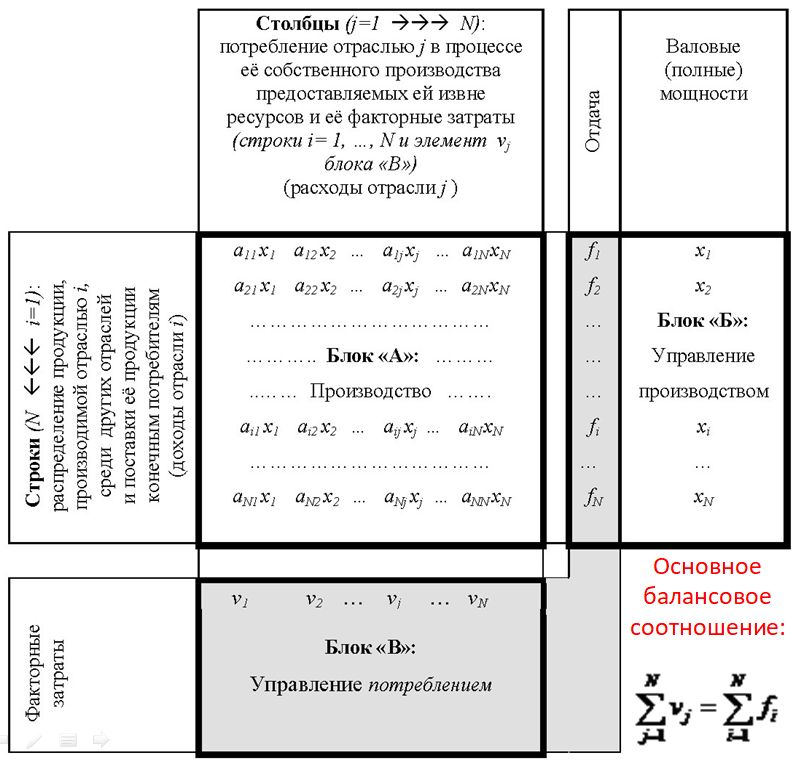 Столбцы (j=1 →→→ N):
потребление отраслью j в процессе
её собственного производства
предоставляемых ей извне
ресурсов и её факторные затраты
(строки i= 1, …, N и элемент vj
блока «В»)
(расходы отрасли j )
Отдача
Валовые
(полные)
мощности
Строки (N ←←← i=1):
распределение продукции,
производимой отраслью i,
среди других отраслей
и поставки её продукции
конечным потребителям
(доходы отрасли i)
a11x1 a12x2 … a1jxj … a1NxN f1 x1
a21x1 a22x2 … a2jxj … a2NxN f2 x2
……………………………… … Блок «Б»:
……….. Блок «А»: ……… … Управление
…..…… Производство ……. … производством
ai1x1 ai2x2 … aijxj … aiNxN fi xi
……………………………… … …
aN1x1 aN2x2 … aNjxj … aNNxN fN xN
Факторные
затраты
v1 v2 … vj … vN
Блок «В»:
Управление потреблением
Основное
балансовое
соотношение:
N N
∑ vj = ∑ fi
j=1 i=1